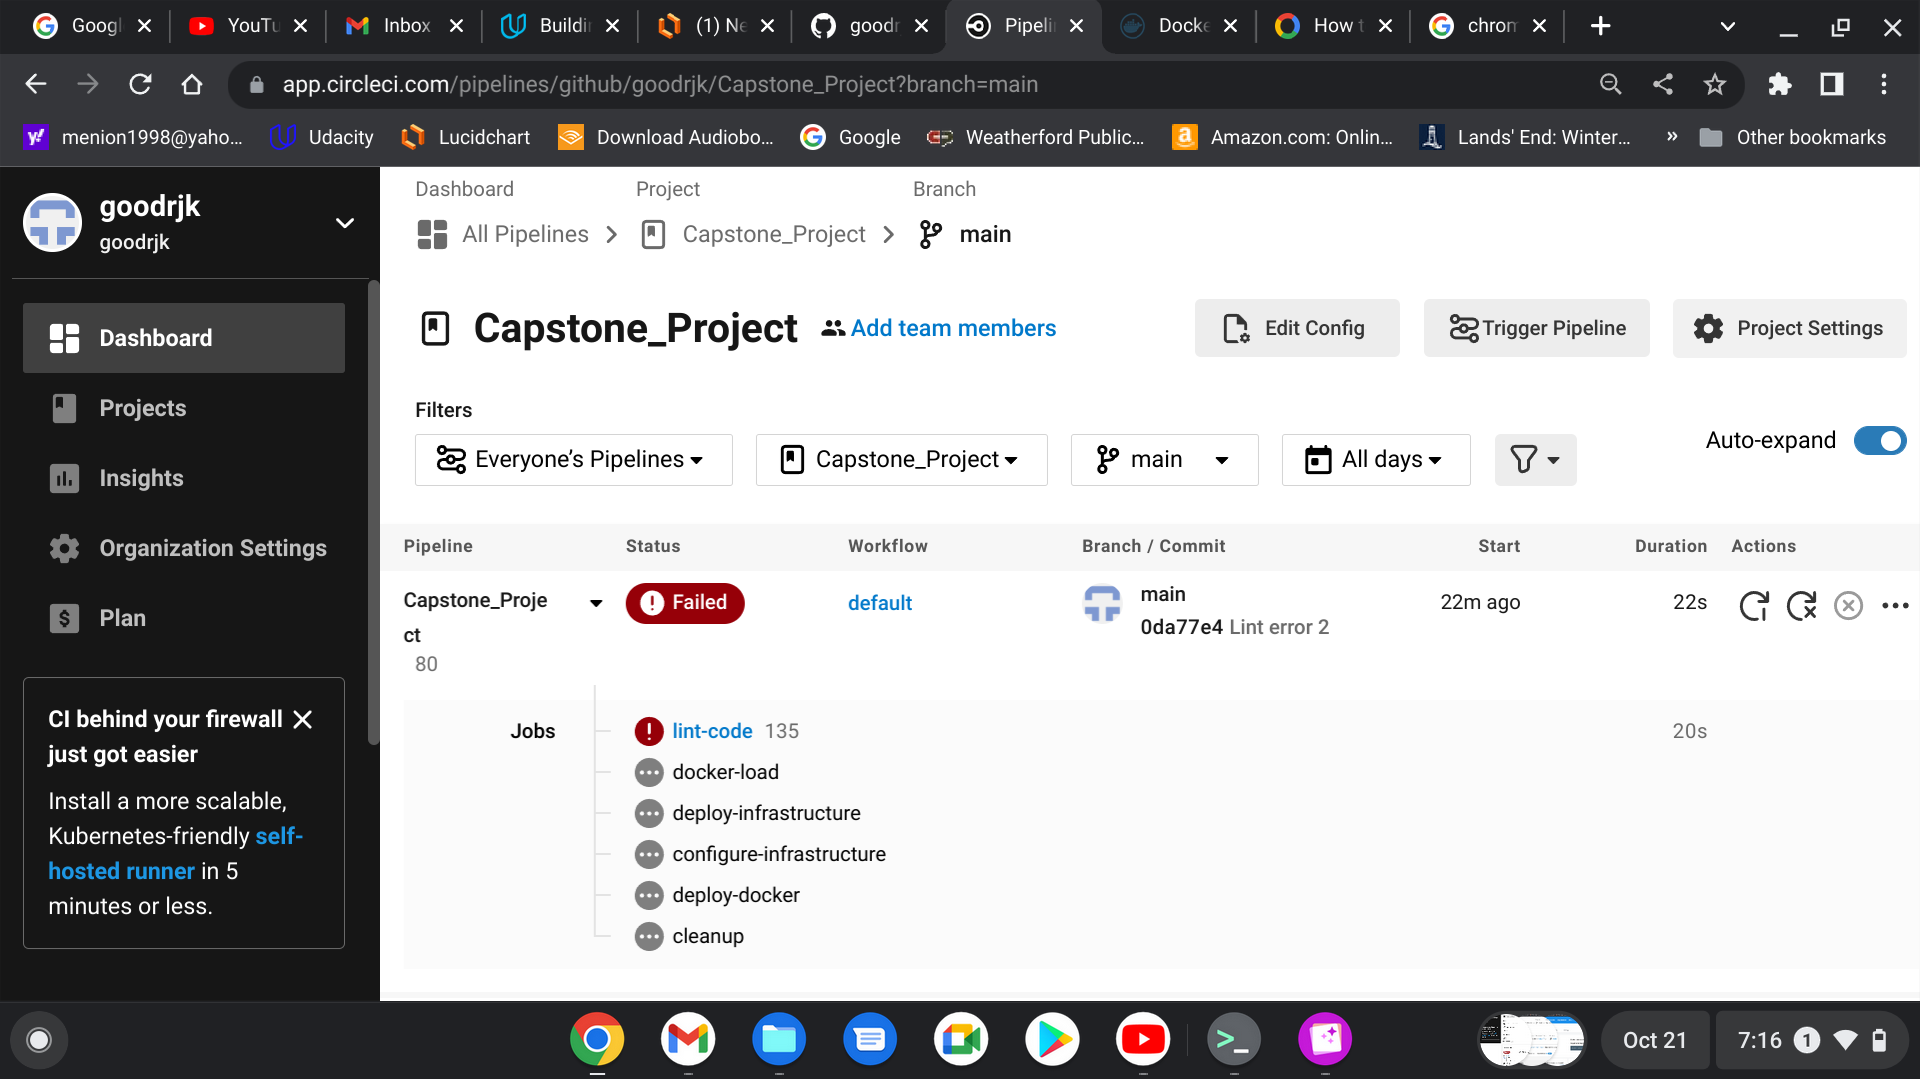 Googl YouTu Inbox Buildi (1) Ne goodr Pipeli Docke How t chrom
app.circleci.com/pipelines/github/goodrjk/Capstone_Project?branch=main
menion1998@yaho... Udacity Lucidchart Download Audiobo... Google Weatherford Public... Amazon.com: Onlin... Lands' End: Winter... » Other bookmarks
goodrjk
goodrjk
Dashboard
Projects
Insights
Organization Settings
Plan
CI behind your firewall
just got easier
Install a more scalable,
Kubernetes-friendly self-
hosted runner in 5
minutes or less.
Dashboard Project Branch
All Pipelines > Capstone_Project > main
Capstone_Project Add team members Edit Config Trigger Pipeline Project Settings
Filters
Everyone’s Pipelines Capstone_Project main All days Auto-expand
Pipeline Status Workflow Branch / Commit Start Duration Actions
Capstone_Proje Failed default main 22m ago 22s
ct 0da77e4 Lint error 2
80
Jobs lint-code 135 20s
docker-load
deploy-infrastructure
configure-infrastructure
deploy-docker
cleanup
Oct 21 7:16 1